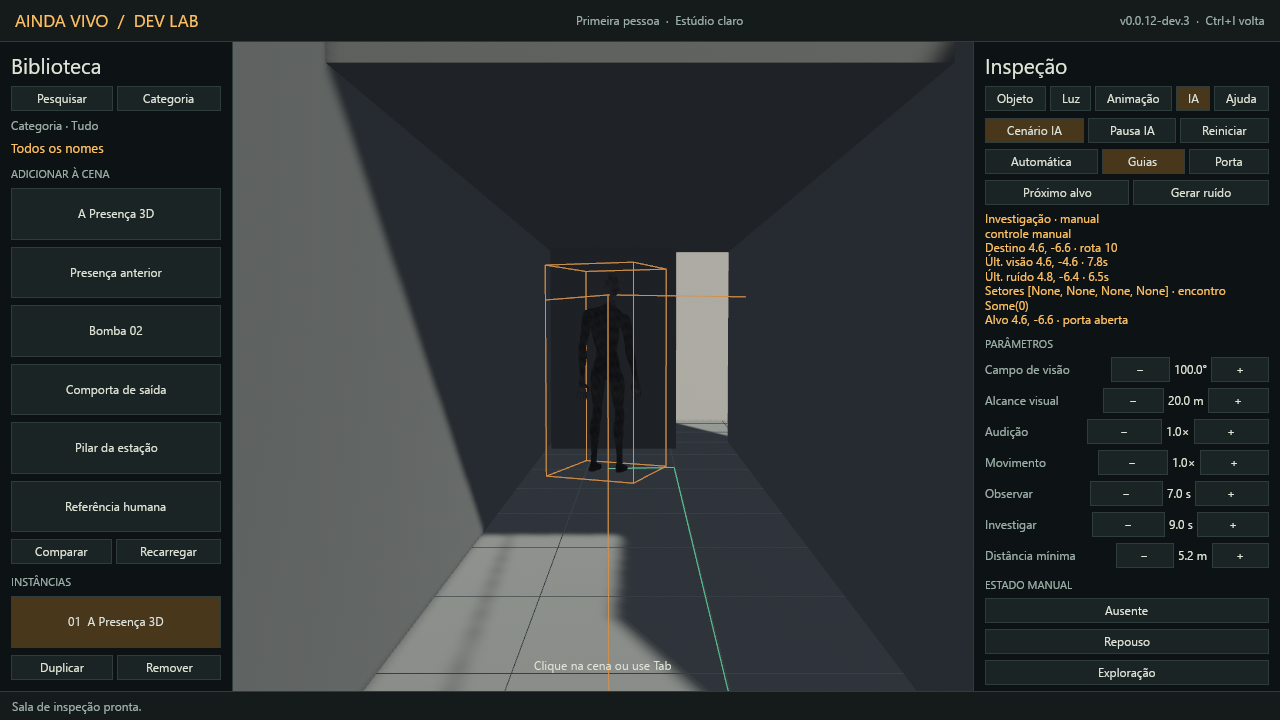 AINDA VIVO / DEV LAB
Primeira pessoa · Estúdio claro
v0.0.12-dev.3 · Ctrl+I volta
Biblioteca
Pesquisar
Categoria
Categoria · Tudo
Todos os nomes
ADICIONAR À CENA
A Presença 3D
Presença anterior
Bomba 02
Comporta de saída
Pilar da estação
Referência humana
Comparar
Recarregar
INSTÂNCIAS
01 A Presença 3D
Duplicar
Remover
Clique na cena ou use Tab
Inspeção
Objeto
Luz
Animação
IA
Ajuda
Cenário IA
Pausa IA
Reiniciar
Automática
Guias
Porta
Próximo alvo
Gerar ruído
Investigação · manual
controle manual
Destino 4.6, -6.6 · rota 10
Últ. visão 4.6, -4.6 · 7.8s
Últ. ruído 4.8, -6.4 · 6.5s
Setores [None, None, None, None] · encontro
Some(0)
Alvo 4.6, -6.6 · porta aberta
PARÂMETROS
Campo de visão − 100.0° +
Alcance visual − 20.0 m +
Audição − 1.0× +
Movimento − 1.0× +
Observar − 7.0 s +
Investigar − 9.0 s +
Distância mínima − 5.2 m +
ESTADO MANUAL
Ausente
Repouso
Exploração
Sala de inspeção pronta.